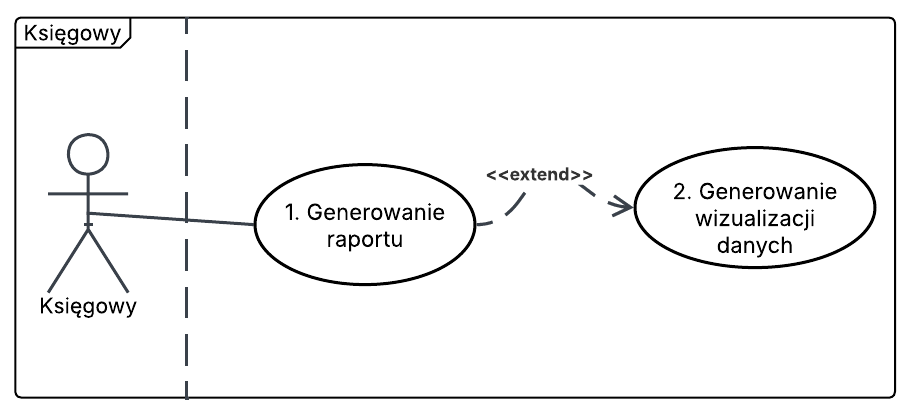 Księgowy
<<extend>>
1. Generowanie
raportu
2. Generowanie
wizualizacji
danych
Księgowy